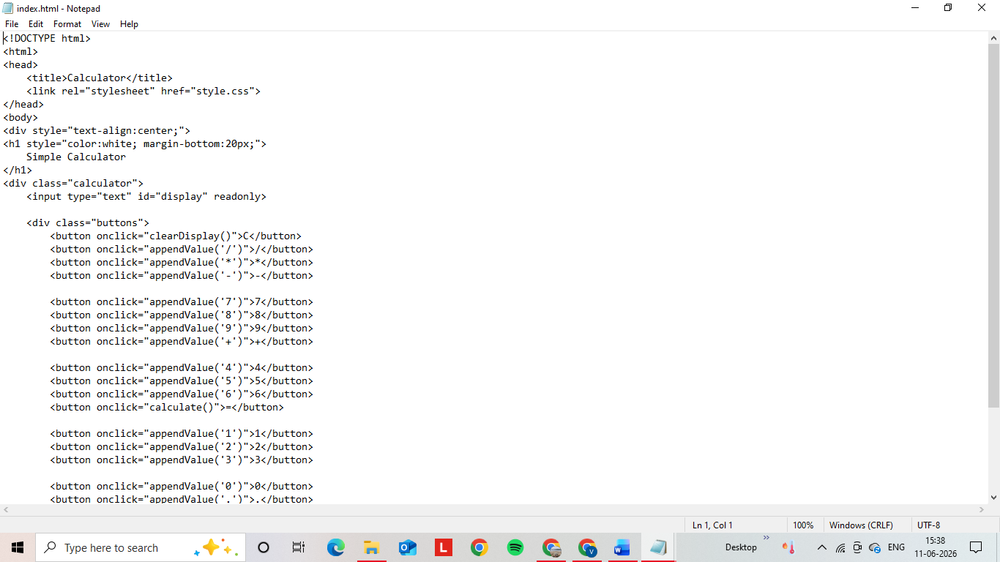 index.html - Notepad
File Edit Format View Help
<!DOCTYPE html>
<html>
<head>
    <title>Calculator</title>
    <link rel="stylesheet" href="style.css">
</head>
<body>
<div style="text-align:center;">
<h1 style="color:white; margin-bottom:20px;">
    Simple Calculator
</h1>
<div class="calculator">
    <input type="text" id="display" readonly>

    <div class="buttons">
        <button onclick="clearDisplay()">C</button>
        <button onclick="appendValue('/')">/</button>
        <button onclick="appendValue('*')">*</button>
        <button onclick="appendValue('-')">-</button>

        <button onclick="appendValue('7')">7</button>
        <button onclick="appendValue('8')">8</button>
        <button onclick="appendValue('9')">9</button>
        <button onclick="appendValue('+')">+</button>

        <button onclick="appendValue('4')">4</button>
        <button onclick="appendValue('5')">5</button>
        <button onclick="appendValue('6')">6</button>
        <button onclick="calculate()">=</button>

        <button onclick="appendValue('1')">1</button>
        <button onclick="appendValue('2')">2</button>
        <button onclick="appendValue('3')">3</button>

        <button onclick="appendValue('0')">0</button>
        <button onclick="appendValue('.')">.</button>
Ln 1, Col 1 100% Windows (CRLF) UTF-8
Type here to search L V W Desktop ENG 15:38
11-06-2026